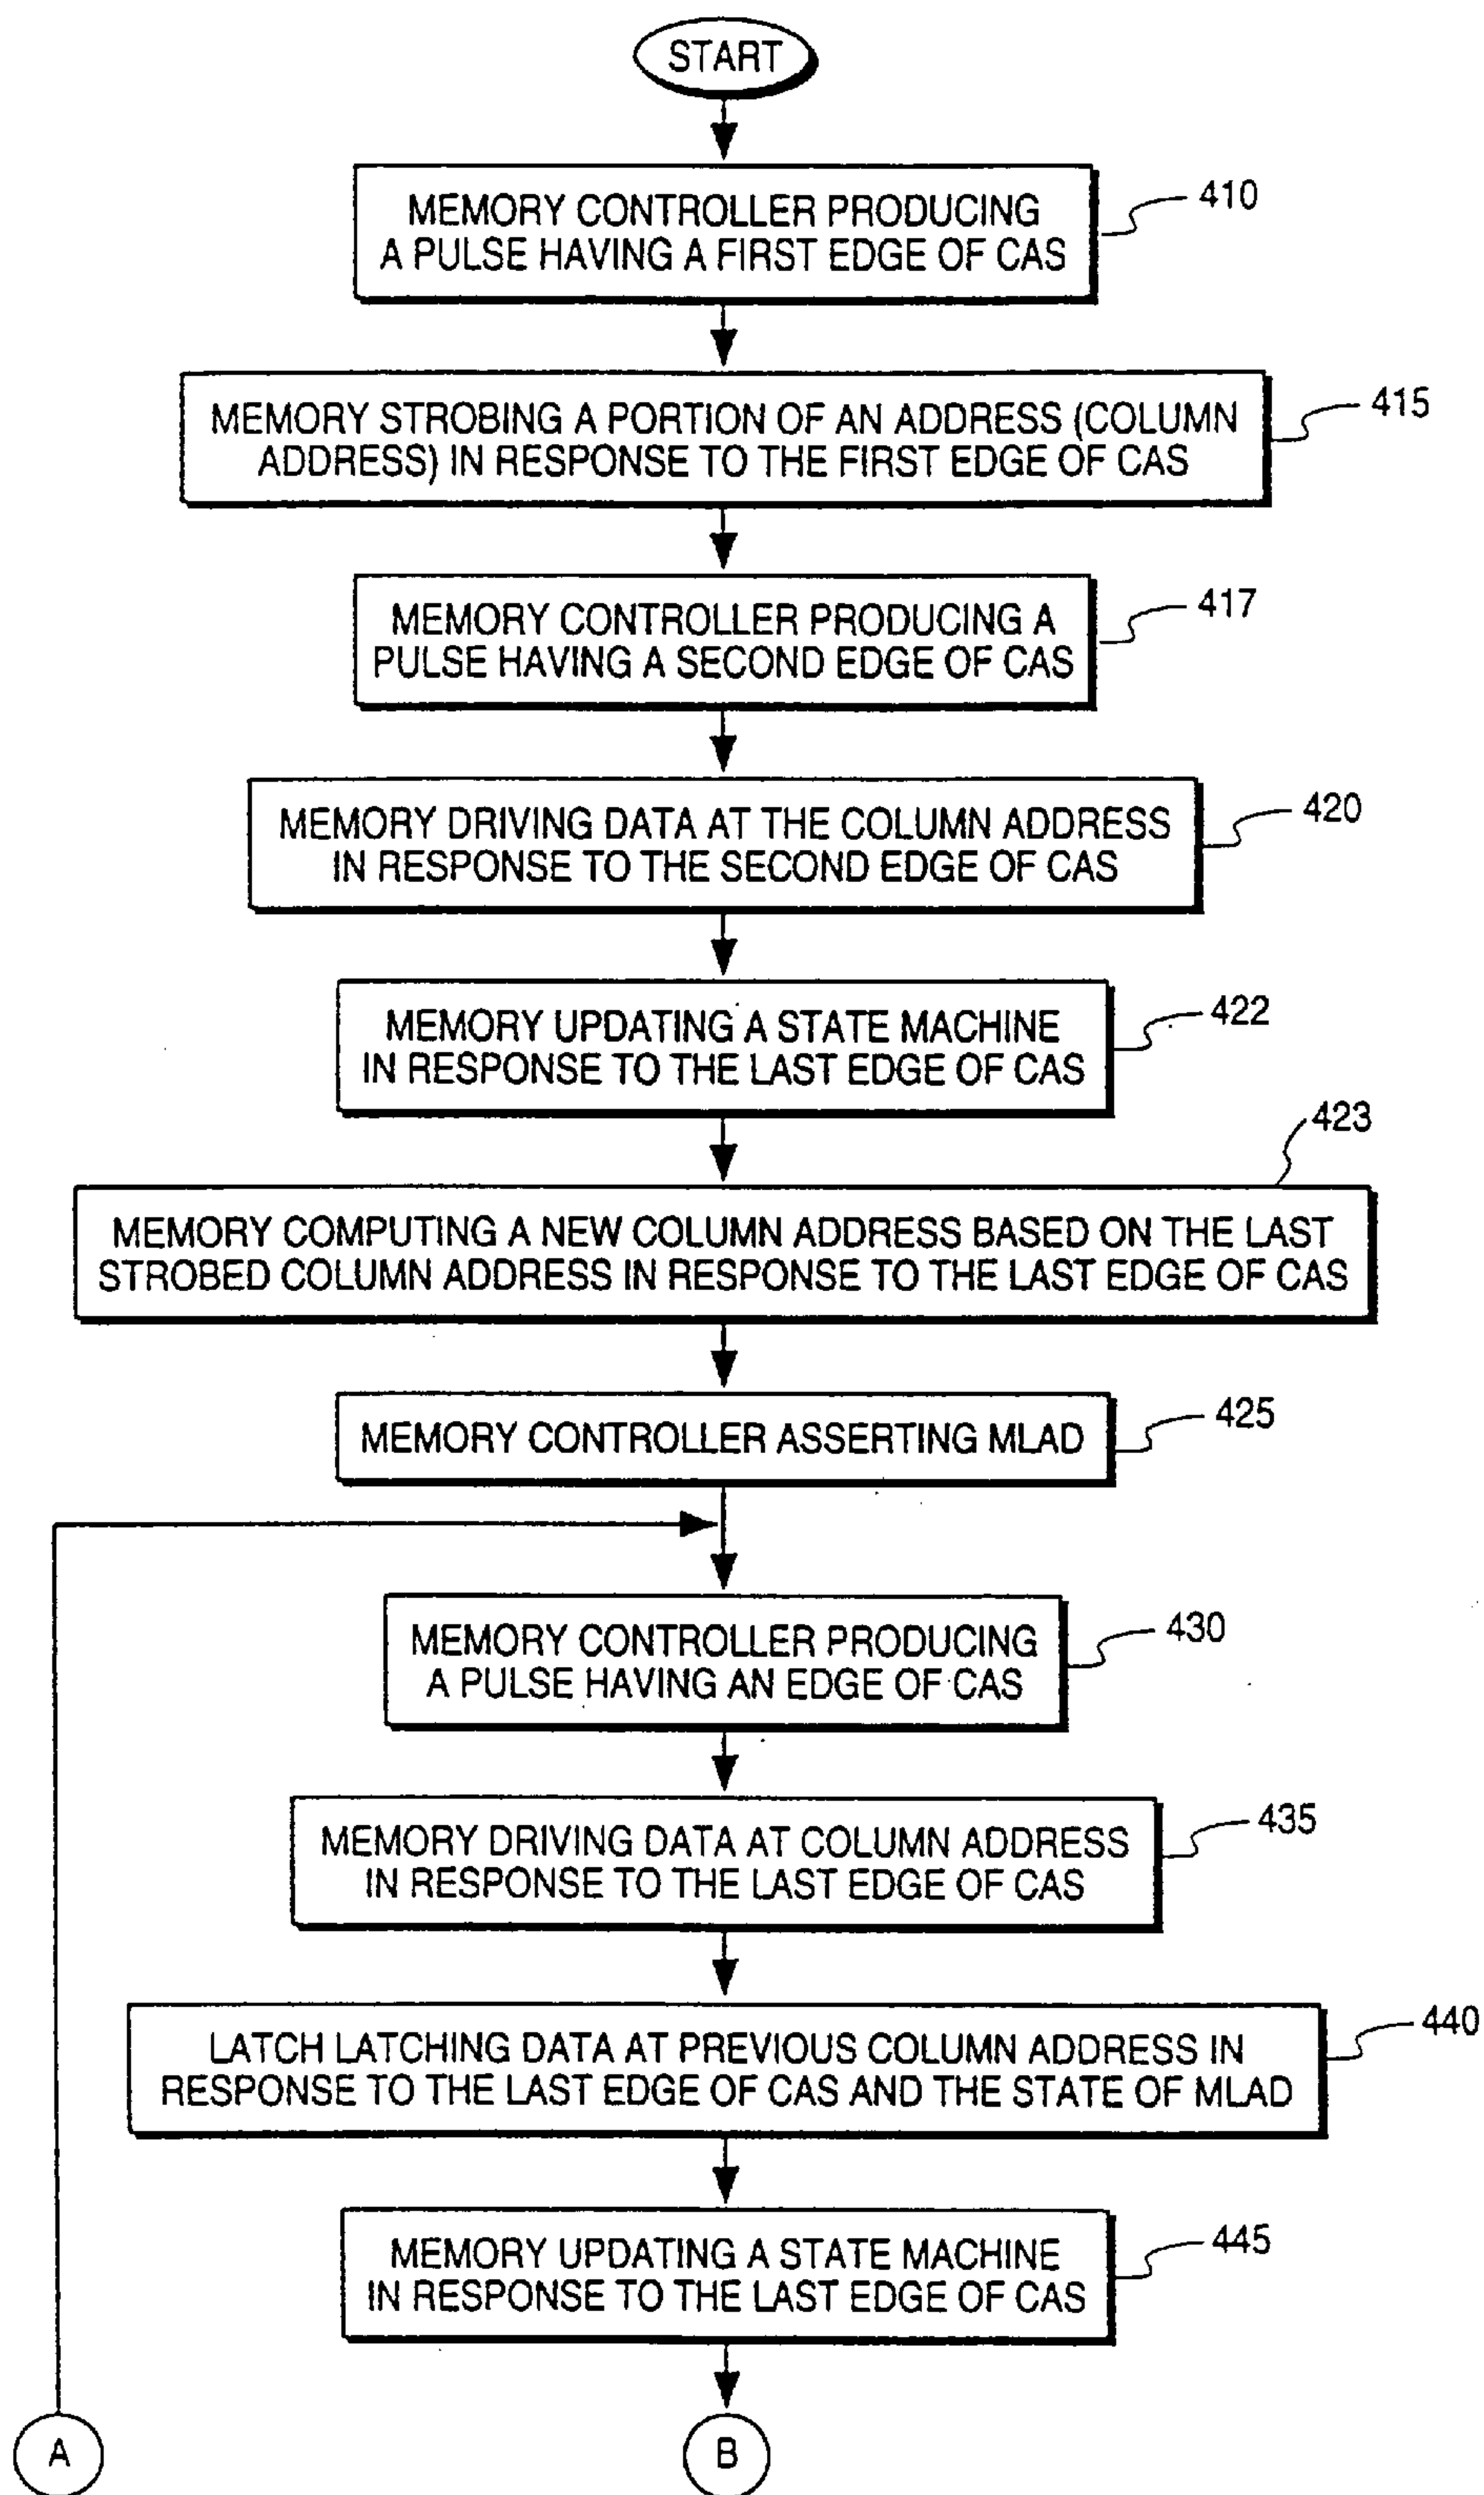 START
MEMORY CONTROLLER PRODUCING
A PULSE HAVING A FIRST EDGE OF CAS
410
MEMORY STROBING A PORTION OF AN ADDRESS (COLUMN
ADDRESS) IN RESPONSE TO THE FIRST EDGE OF CAS
415
MEMORY CONTROLLER PRODUCING A
PULSE HAVING A SECOND EDGE OF CAS
417
MEMORY DRIVING DATA AT THE COLUMN ADDRESS
IN RESPONSE TO THE SECOND EDGE OF CAS
420
MEMORY UPDATING A STATE MACHINE
IN RESPONSE TO THE LAST EDGE OF CAS
422
423
MEMORY COMPUTING A NEW COLUMN ADDRESS BASED ON THE LAST
STROBED COLUMN ADDRESS IN RESPONSE TO THE LAST EDGE OF CAS
MEMORY CONTROLLER ASSERTING MLAD
425
MEMORY CONTROLLER PRODUCING
A PULSE HAVING AN EDGE OF CAS
430
MEMORY DRIVING DATA AT COLUMN ADDRESS
IN RESPONSE TO THE LAST EDGE OF CAS
435
LATCH LATCHING DATA AT PREVIOUS COLUMN ADDRESS IN
RESPONSE TO THE LAST EDGE OF CAS AND THE STATE OF MLAD
440
MEMORY UPDATING A STATE MACHINE
IN RESPONSE TO THE LAST EDGE OF CAS
445
A
B